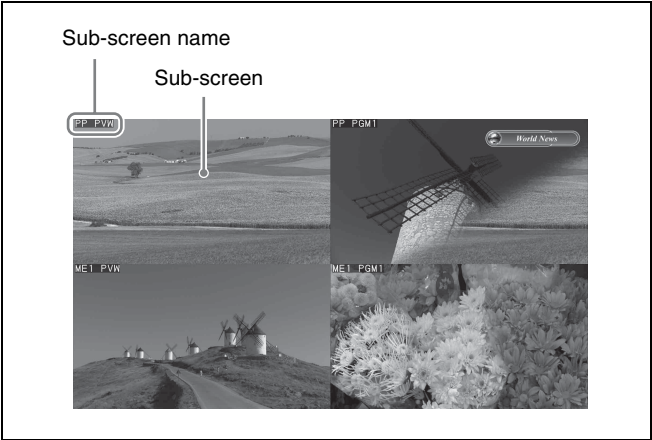 Sub-screen name
Sub-screen
PP PVW
PP PGM1
World News
ME1 PVW
ME1 PGM1